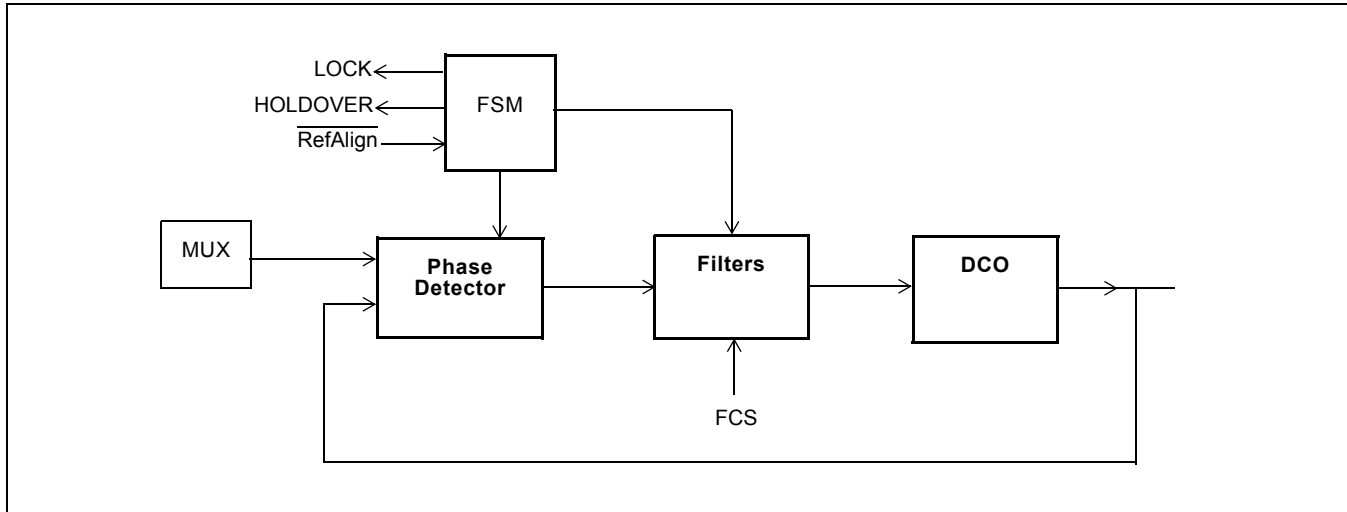 LOCK
HOLDOVER
FSM
RefAlign
MUX
Phase
Detector
Filters
DCO
FCS